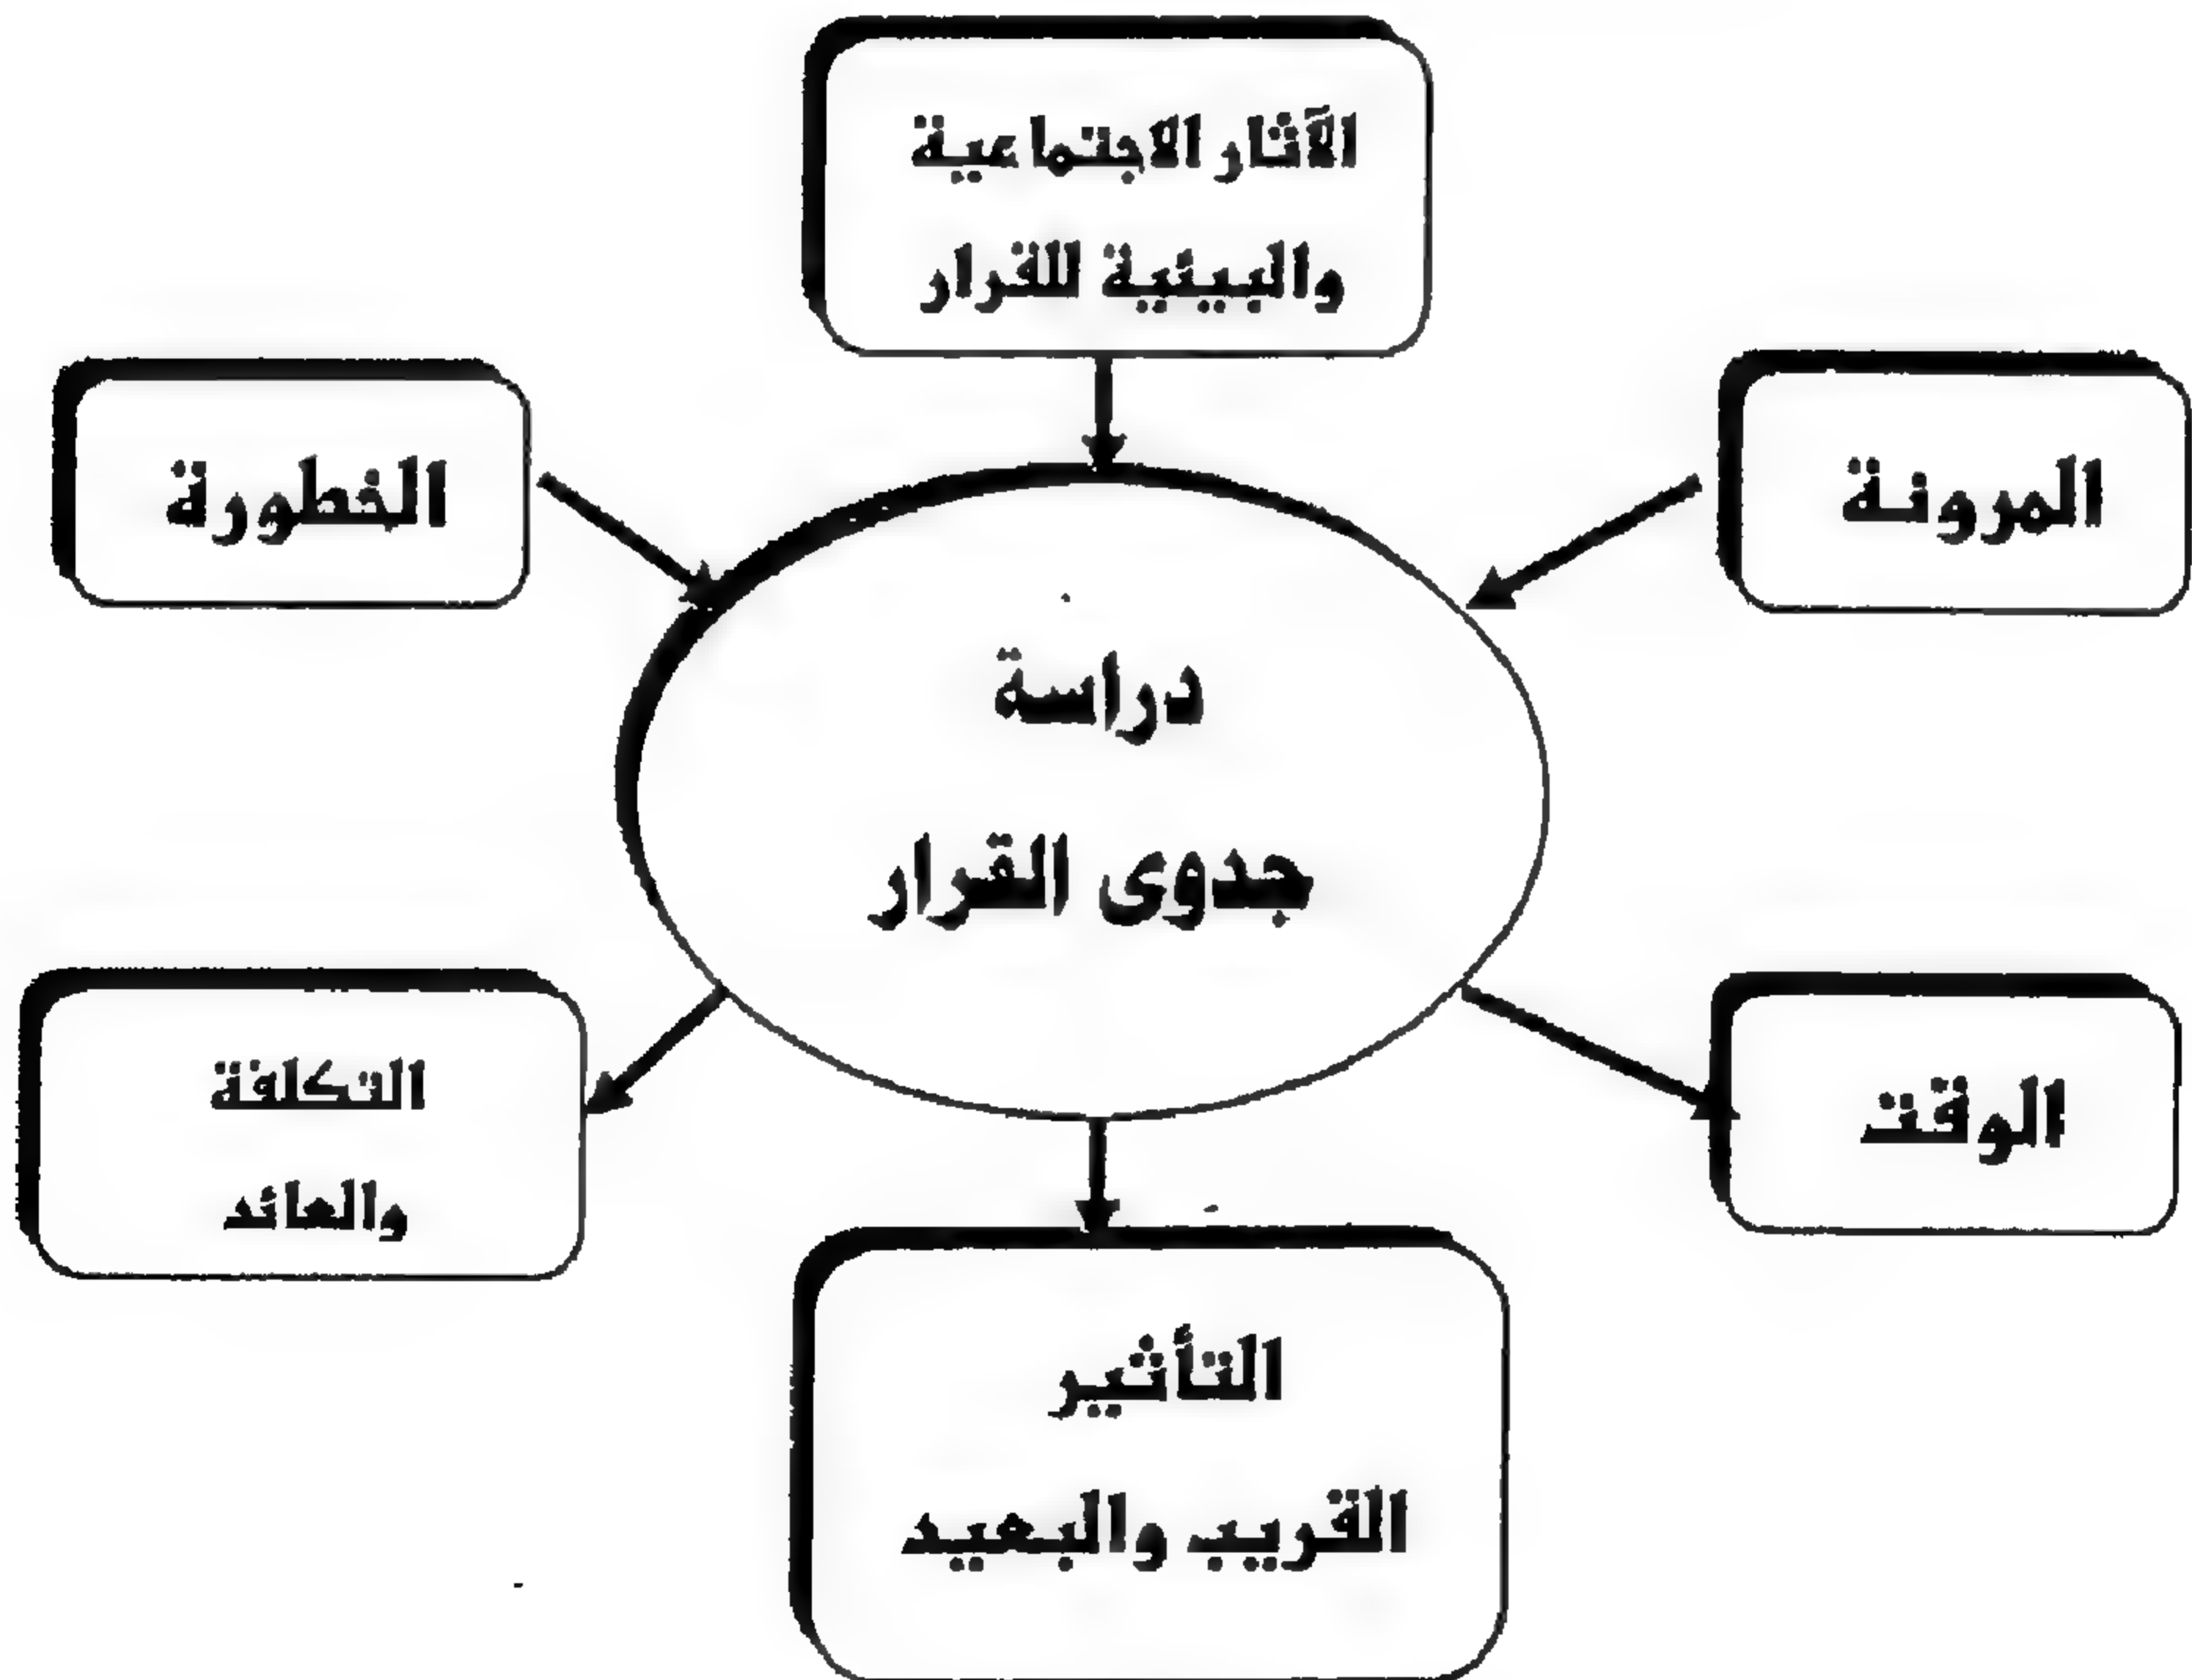 الآثار الاجتماعية
والبيئية للقرار
المرونة
الخطورة
دراسة
جدوى القرار
الوقت
التكلفة
والعائد
التأثير
القريب والبعيد